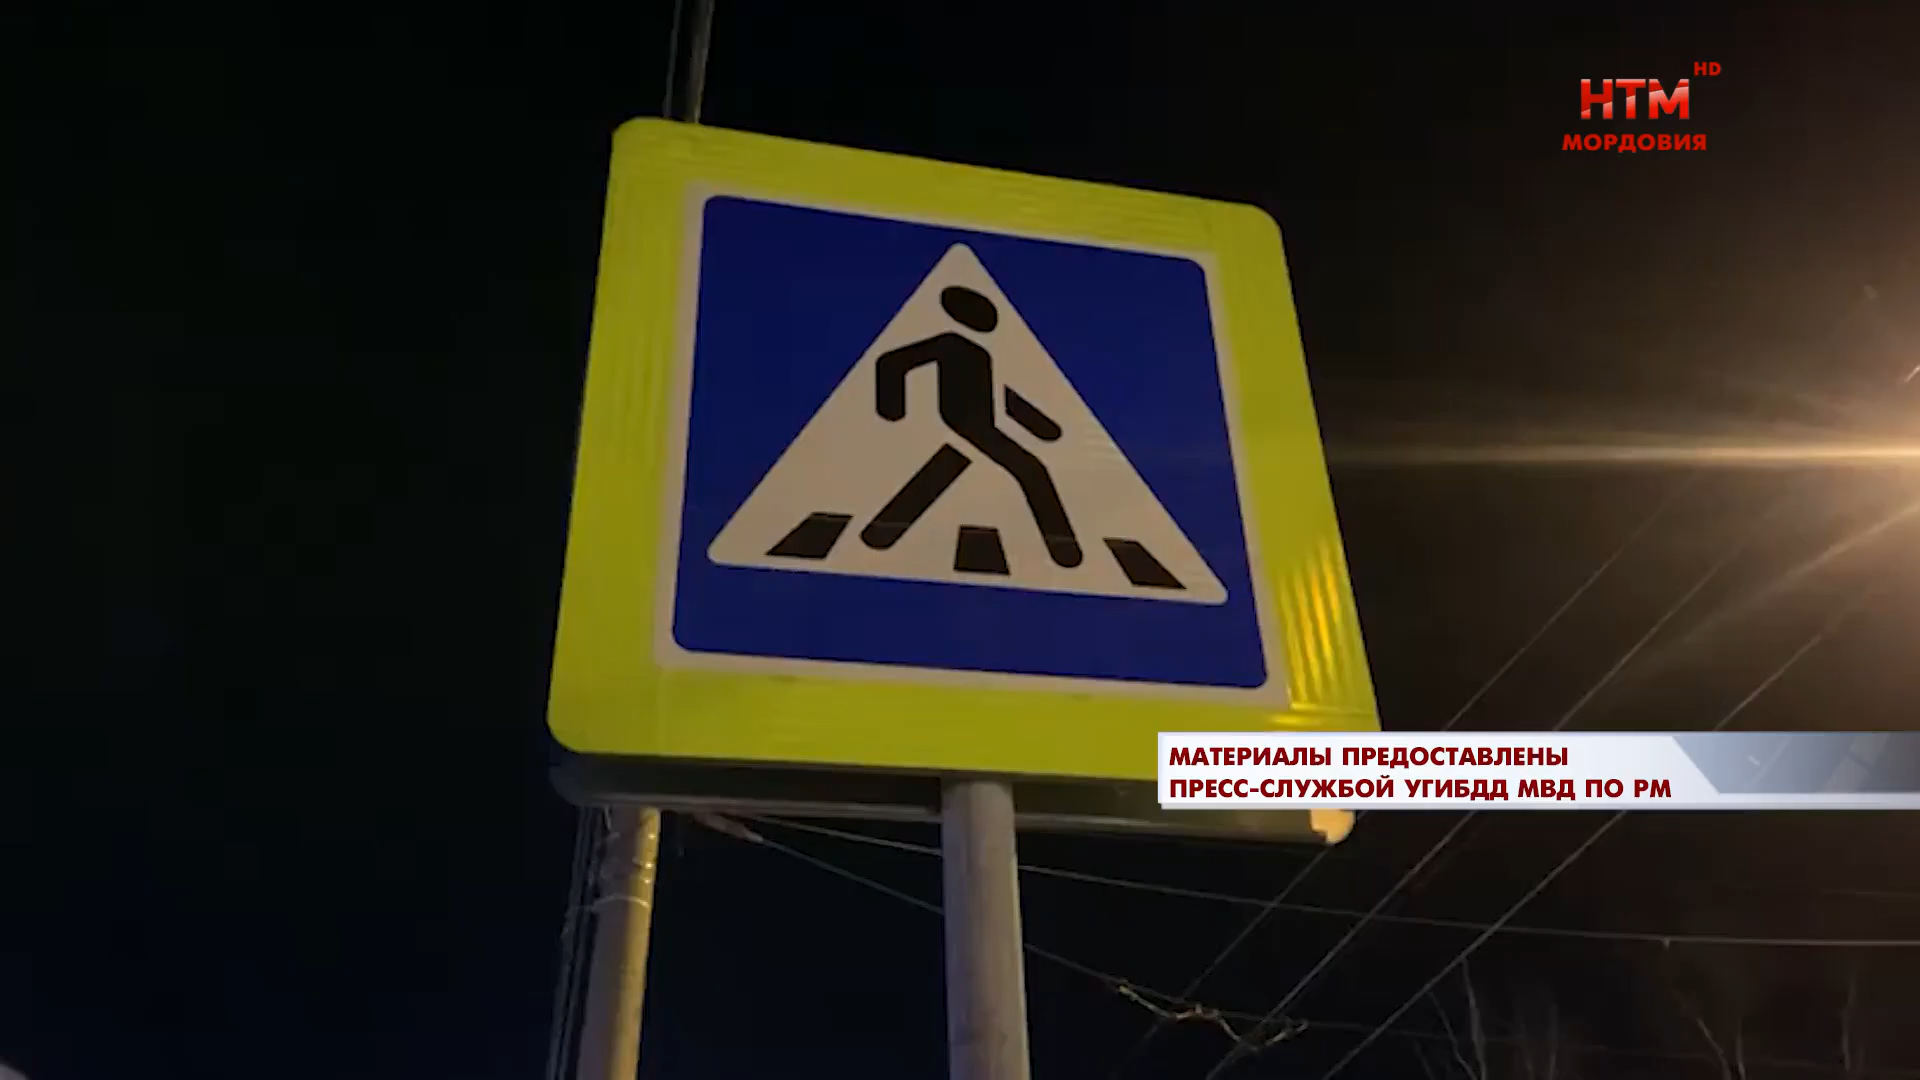 HD
НТМ
МОРДОВИЯ
МАТЕРИАЛЫ ПРЕДОСТАВЛЕНЫ
ПРЕСС-СЛУЖБОЙ УГИБДД МВД ПО РМ